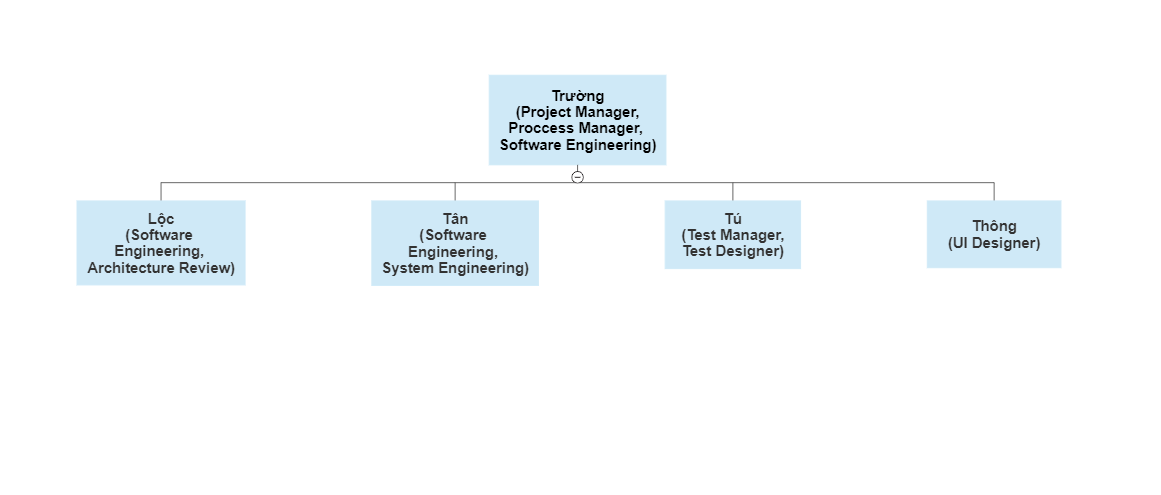 Trường
(Project Manager,
Proccess Manager,
Software Engineering)
Lộc
(Software
Engineering,
Architecture Review)
Tân
(Software
Engineering,
System Engineering)
Tú
(Test Manager,
Test Designer)
Thông
(UI Designer)